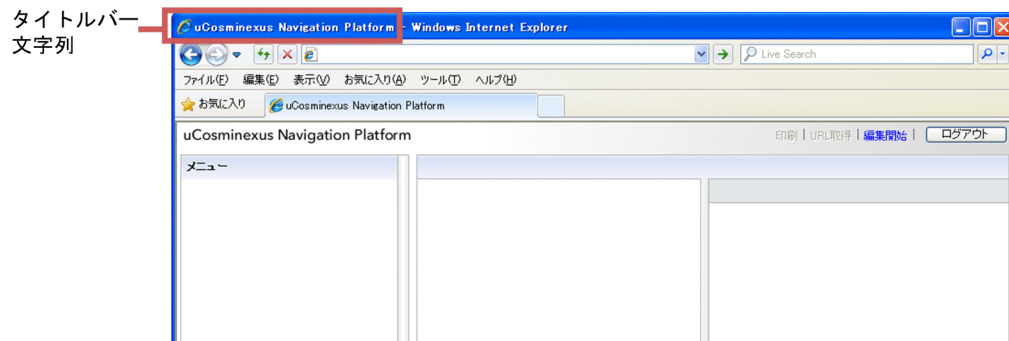 タイトルバー
文字列
uCosminexus Navigation Platform - Windows Internet Explorer
Live Search
ファイル(F) 編集(E) 表示(V) お気に入り(A) ツール(T) ヘルプ(H)
お気に入り uCosminexus Navigation Platform
uCosminexus Navigation Platform 印刷 | URL取得 | 編集開始 | ログアウト
メニュー